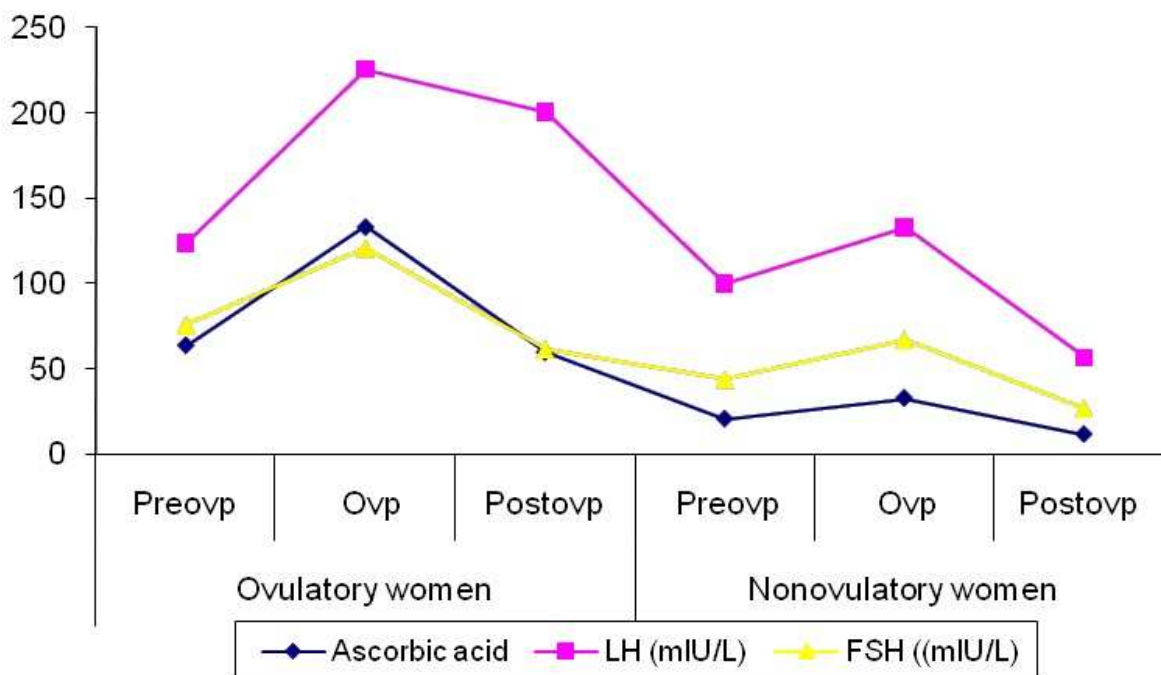 250
200
150
100
50
0
Preovp Ovp Postovp Preovp Ovp Postovp
Ovulatory women Nonovulatory women
Ascorbic acid LH (mIU/L) FSH ((mIU/L)